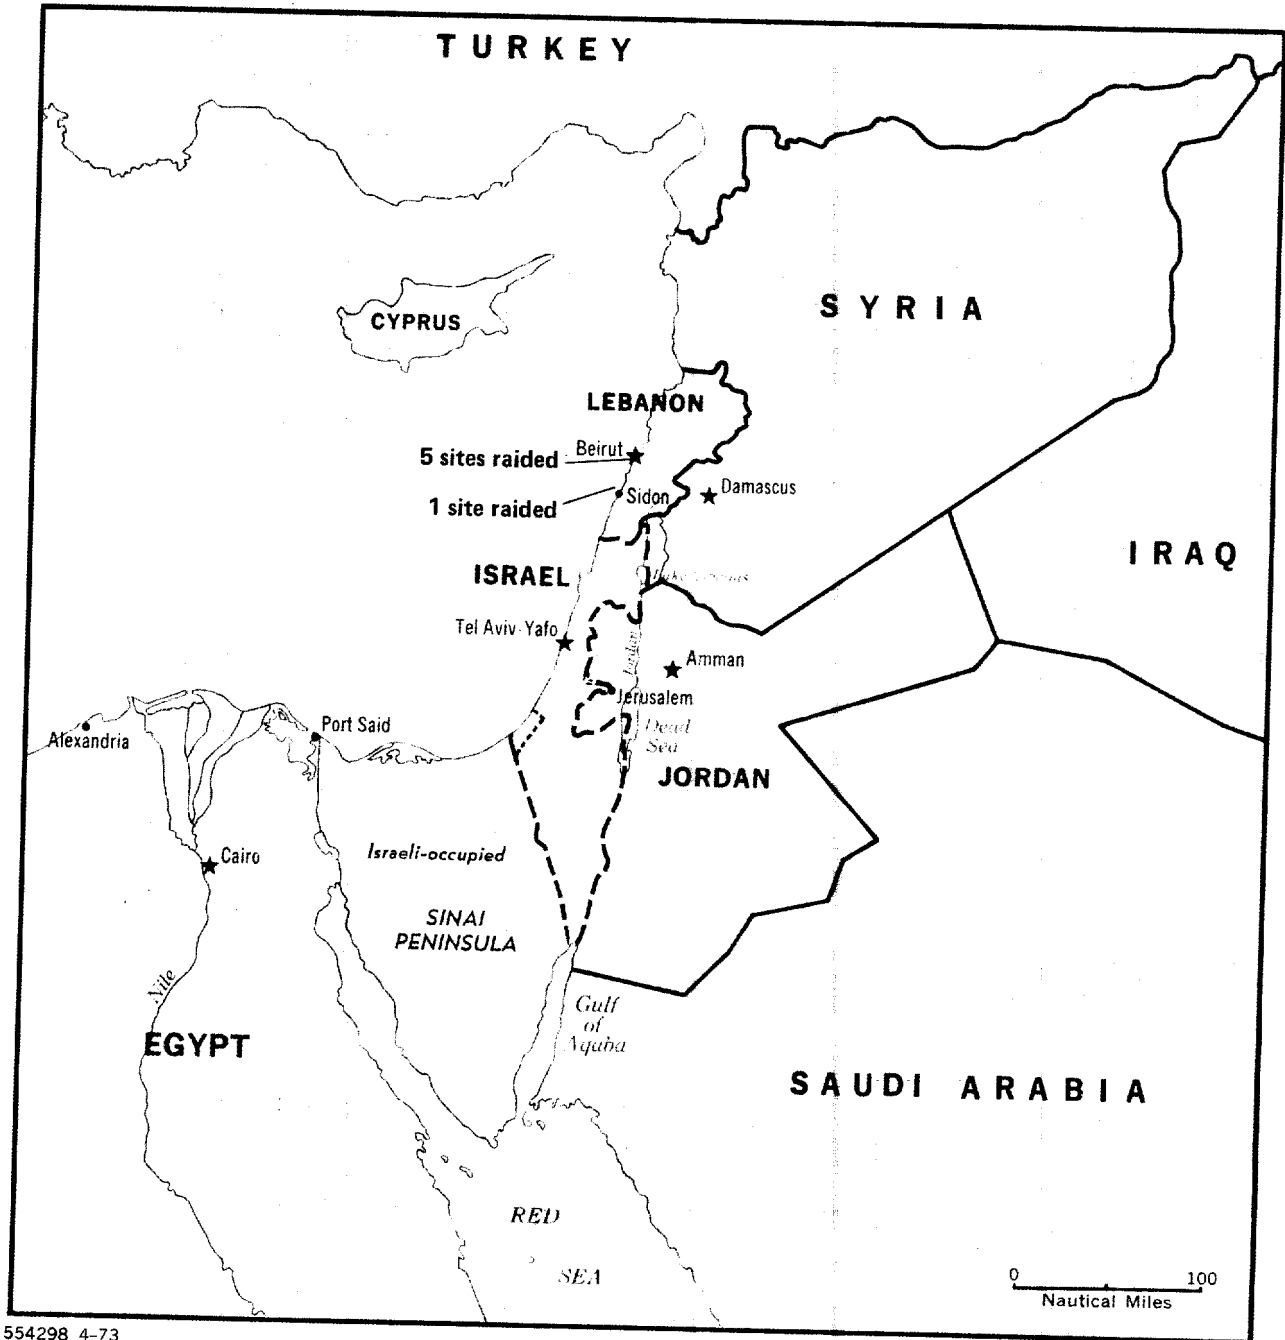 TURKEY
CYPRUS
SYRIA
LEBANON
5 sites raided
Beirut
1 site raided
Sidon
Damascus
IRAQ
ISRAEL
Lake
Tel Aviv-Yafo
Jordan
Amman
Jerusalem
Dead
Sea
JORDAN
Alexandria
Port Said
Cairo
Israeli-occupied
SINAI
PENINSULA
Nile
EGYPT
Gulf
of
Aqaba
SAUDI ARABIA
RED
SEA
0 100
Nautical Miles
554298 4-73